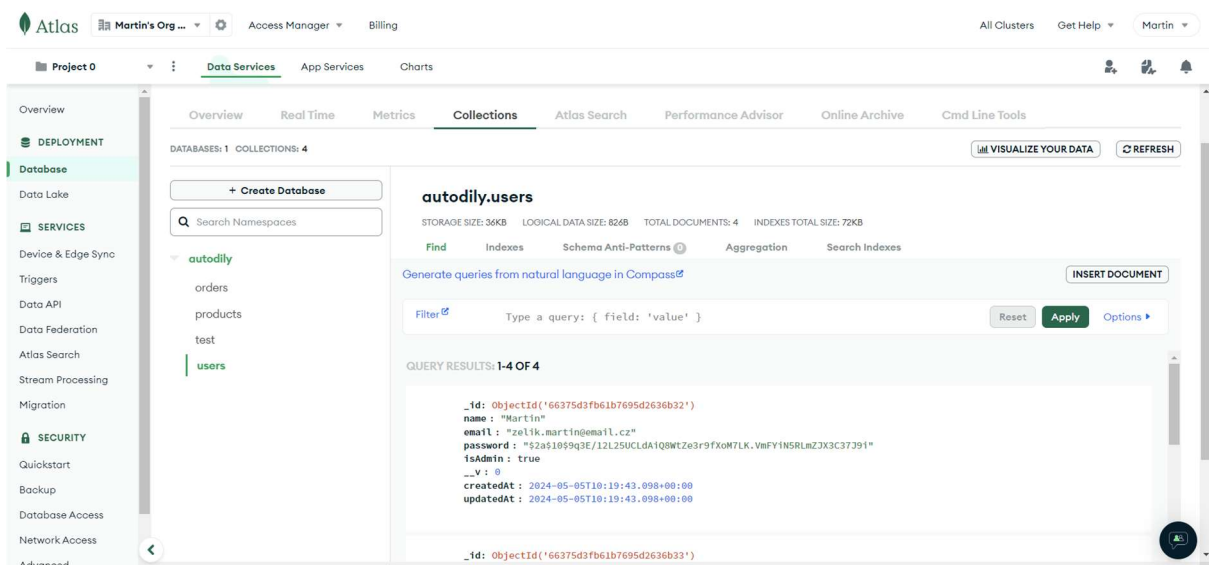 Atlas Martin's Org ... Access Manager Billing All Clusters Get Help Martin
Project 0 Data Services App Services Charts
Overview
DEPLOYMENT
Database
Data Lake
SERVICES
Device & Edge Sync
Triggers
Data API
Data Federation
Atlas Search
Stream Processing
Migration
SECURITY
Quickstart
Backup
Database Access
Network Access
Advanced
Overview Real Time Metrics Collections Atlas Search Performance Advisor Online Archive Cmd Line Tools
DATABASES: 1 COLLECTIONS: 4 VISUALIZE YOUR DATA REFRESH
+ Create Database
Search Namespaces
autodily
orders
products
test
users
autodily.users
STORAGE SIZE: 36KB LOGICAL DATA SIZE: 826B TOTAL DOCUMENTS: 4 INDEXES TOTAL SIZE: 72KB
Find Indexes Schema Anti-Patterns 0 Aggregation Search Indexes
Generate queries from natural language in Compass
INSERT DOCUMENT
Filter Type a query: { field: 'value' } Reset Apply Options
QUERY RESULTS: 1-4 OF 4
_id: ObjectId('66375d3fb61b7695d2636b32')
name : "Martin"
email : "zelik.martin@email.cz"
password : "$2a$10$9q3E/12L25UCLdAiQ8WtZe3r9fXoM7LK.VmFYiN5RLmZJX3C37J9i"
isAdmin : true
__v : 0
createdAt : 2024-05-05T10:19:43.098+00:00
updatedAt : 2024-05-05T10:19:43.098+00:00
_id: ObjectId('66375d3fb61b7695d2636b33')